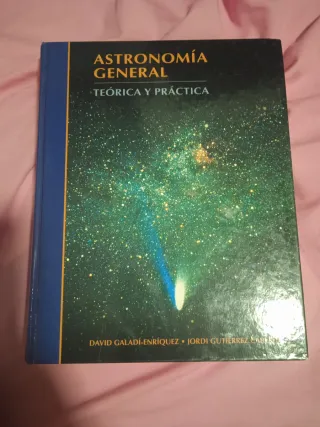 ASTRONOMÍA
GENERAL
TEÓRICA Y PRÁCTICA
DAVID GALADÍ-ENRÍQUEZ • JORDI GUTIÉRREZ